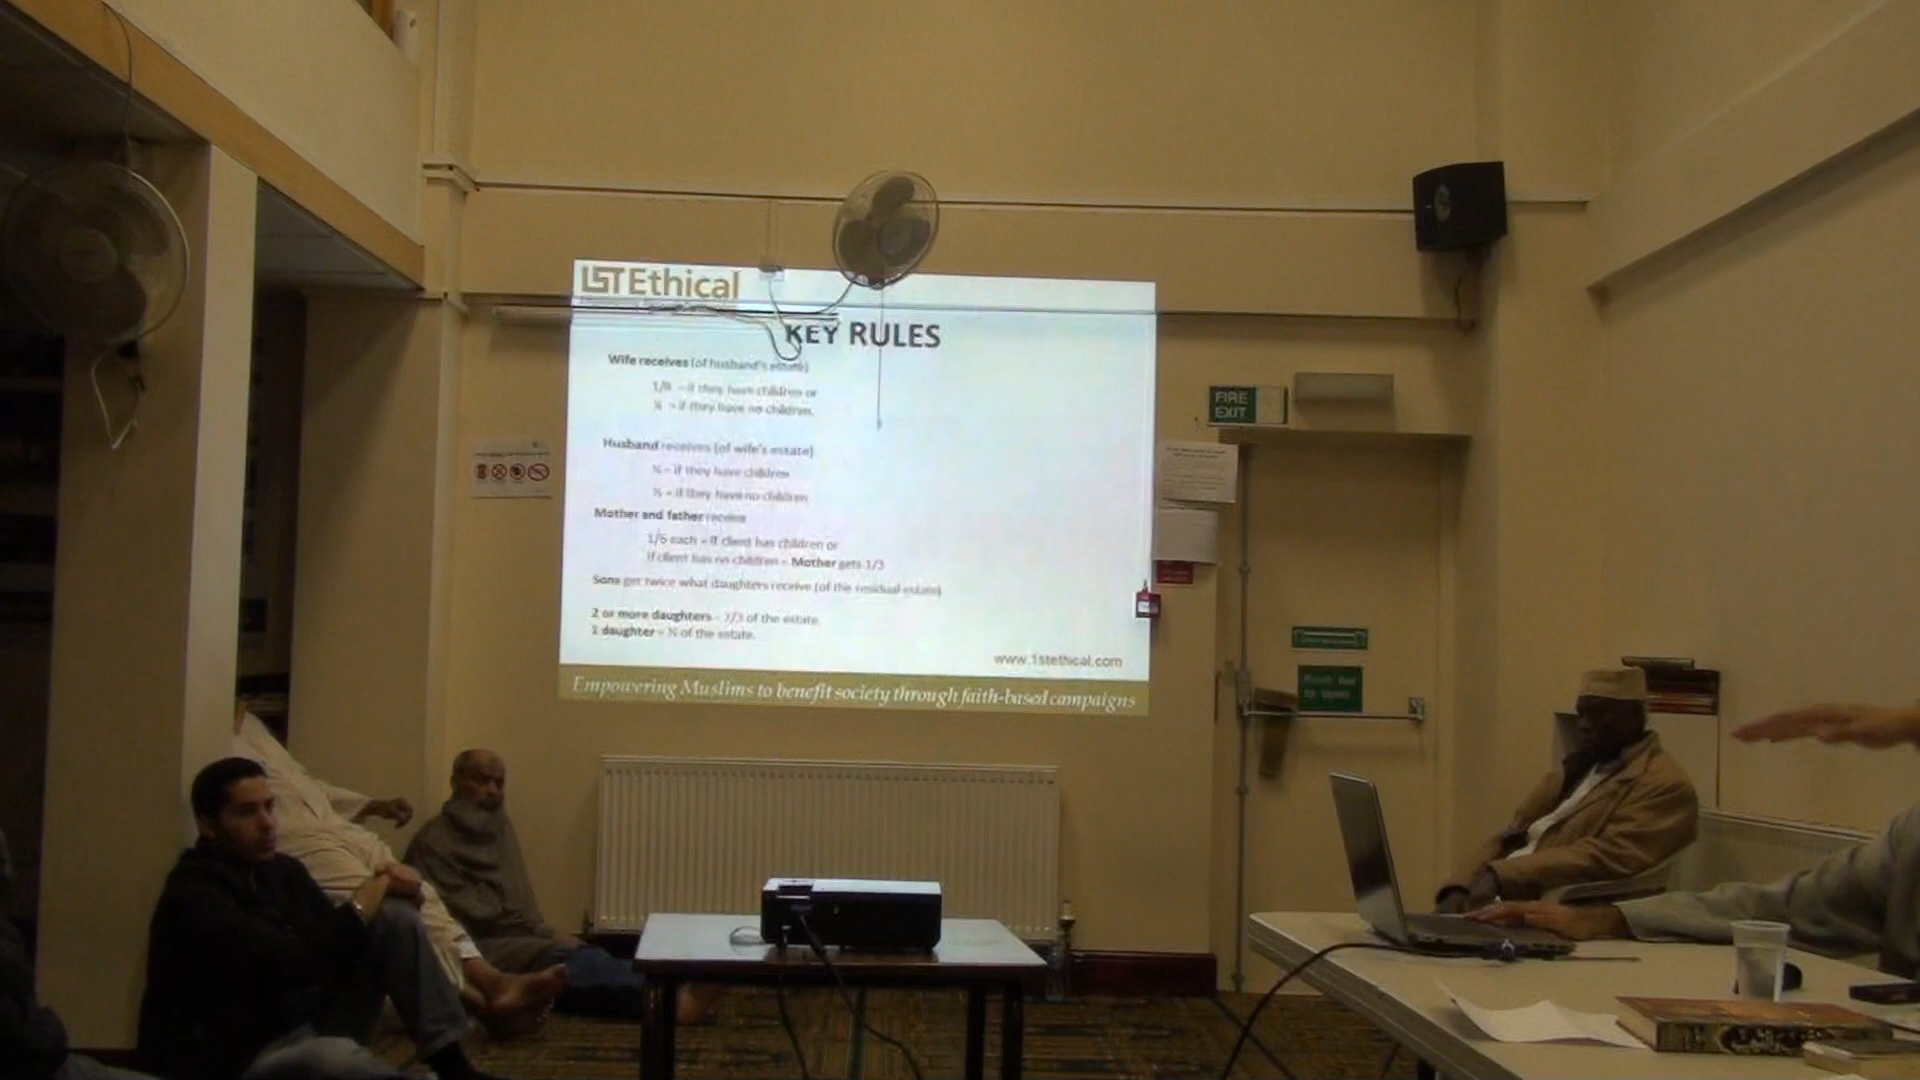 1STEthical
KEY RULES
Wife receives (of husband's estate)
1/8 – if they have children or
¼ – if they have no children.
Husband receives (of wife's estate)
¼ – if they have children
½ – if they have no children
Mother and father receive
1/6 each – if client has children or
If client has no children – Mother gets 1/3
Sons get twice what daughters receive (of the residual estate)
2 or more daughters - 2/3 of the estate.
1 daughter – ½ of the estate.
www.1stethical.com
Empowering Muslims to benefit society through faith-based campaigns
FIRE
EXIT